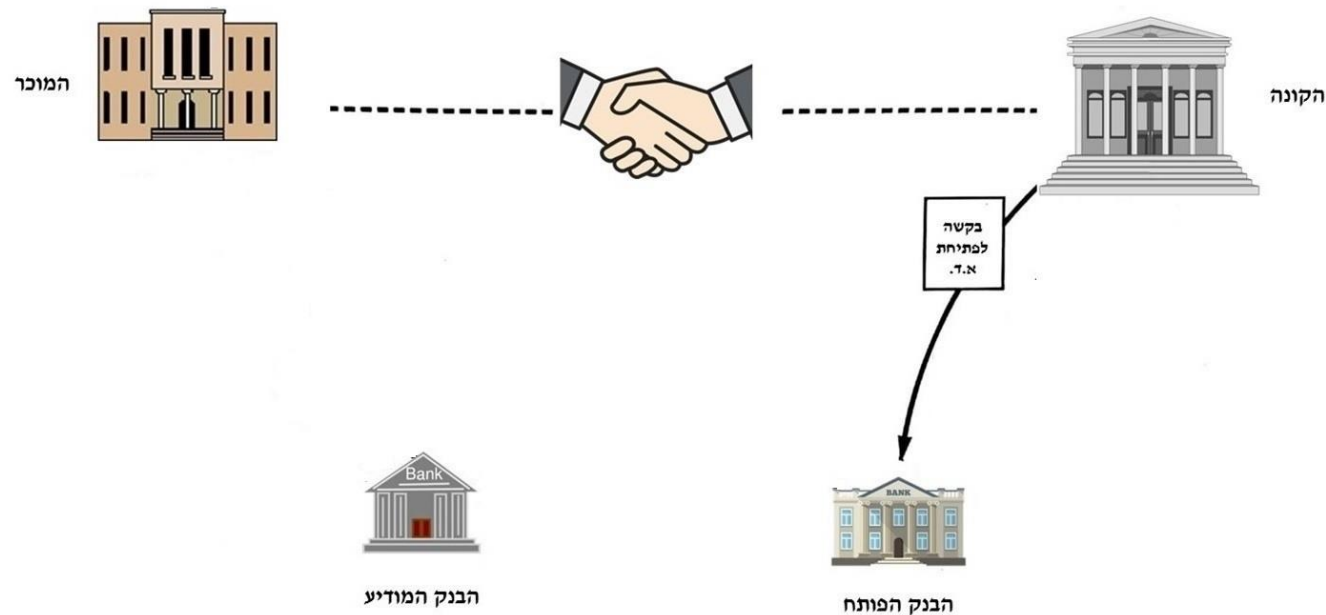 המוכר
הקונה
בקשה
לפתיחת
א.ד.
Bank
BANK
הבנק המודיע
הבנק הפותח